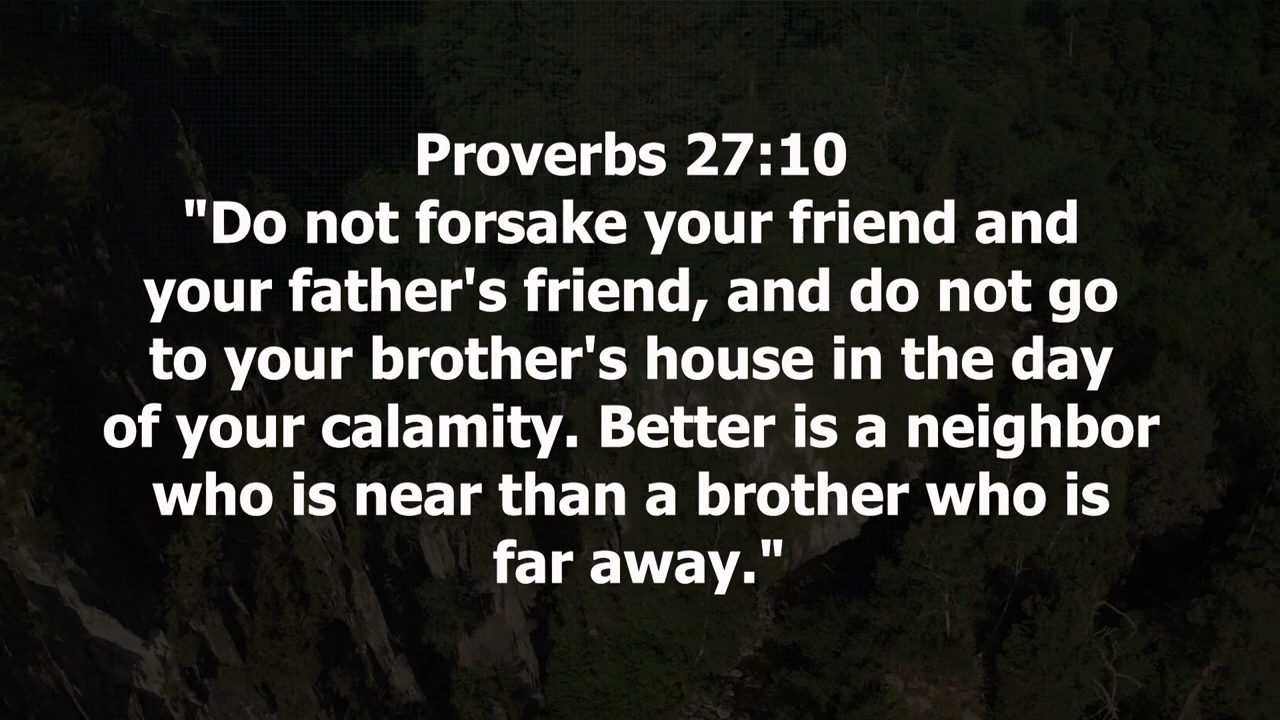 Proverbs 27:10
"Do not forsake your friend and
your father's friend, and do not go
to your brother's house in the day
of your calamity. Better is a neighbor
who is near than a brother who is
far away."